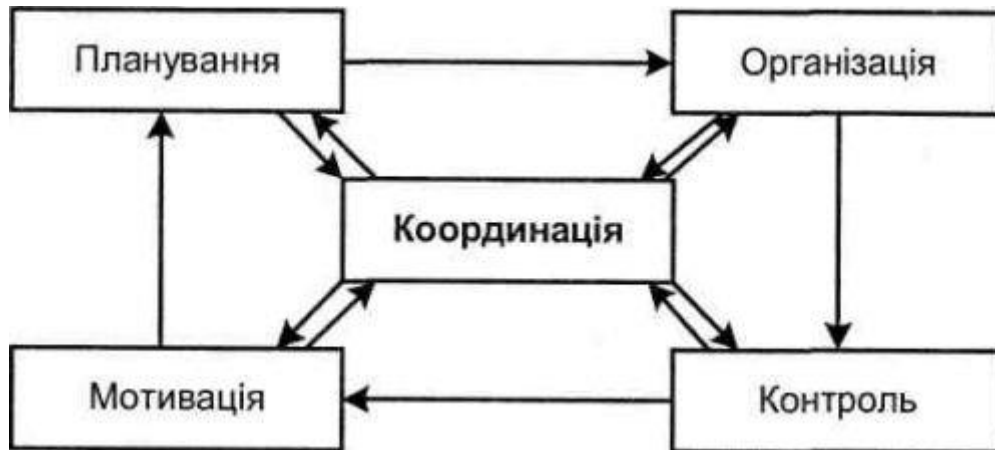 Планування
Організація
Координація
Мотивація
Контроль